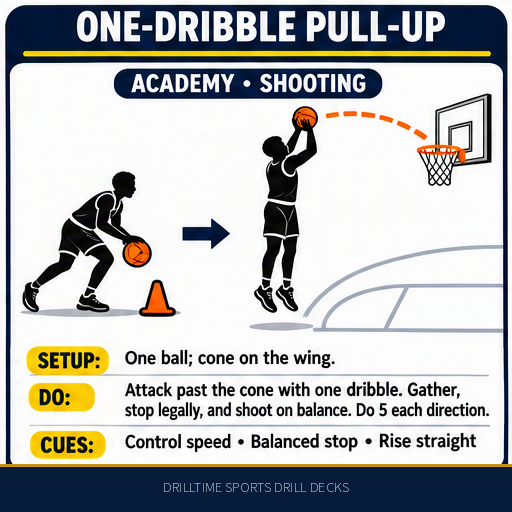 ONE-DRIBBLE PULL-UP
ACADEMY • SHOOTING
SETUP: One ball; cone on the wing.
DO: Attack past the cone with one dribble. Gather,
stop legally, and shoot on balance. Do 5 each direction.
CUES: Control speed • Balanced stop • Rise straight
DRILLTIME SPORTS DRILL DECKS